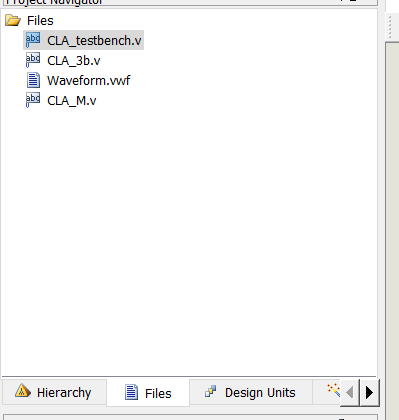 Project Navigator
Files
CLA_testbench.v
CLA_3b.v
Waveform.vwf
CLA_M.v
Hierarchy
Files
Design Units